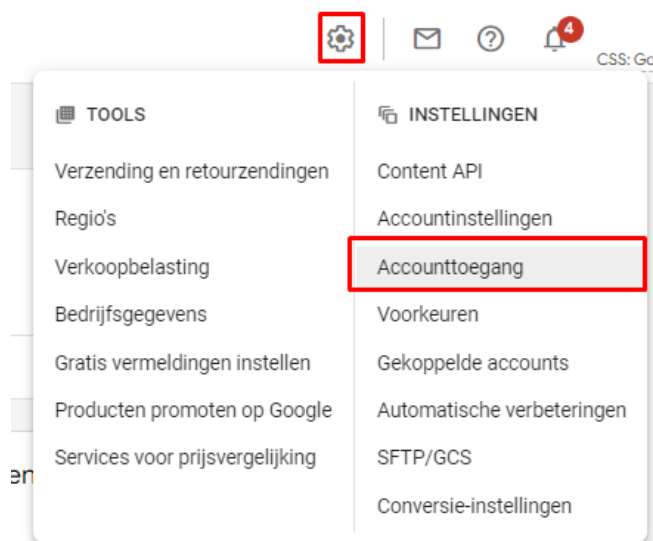 4
CSS: Go
TOOLS
Verzending en retourzendingen
Regio's
Verkoopbelasting
Bedrijfsgegevens
Gratis vermeldingen instellen
Producten promoten op Google
Services voor prijsvergelijking
INSTELLINGEN
Content API
Accountinstellingen
Accounttoegang
Voorkeuren
Gekoppelde accounts
Automatische verbeteringen
SFTP/GCS
Conversie-instellingen
en